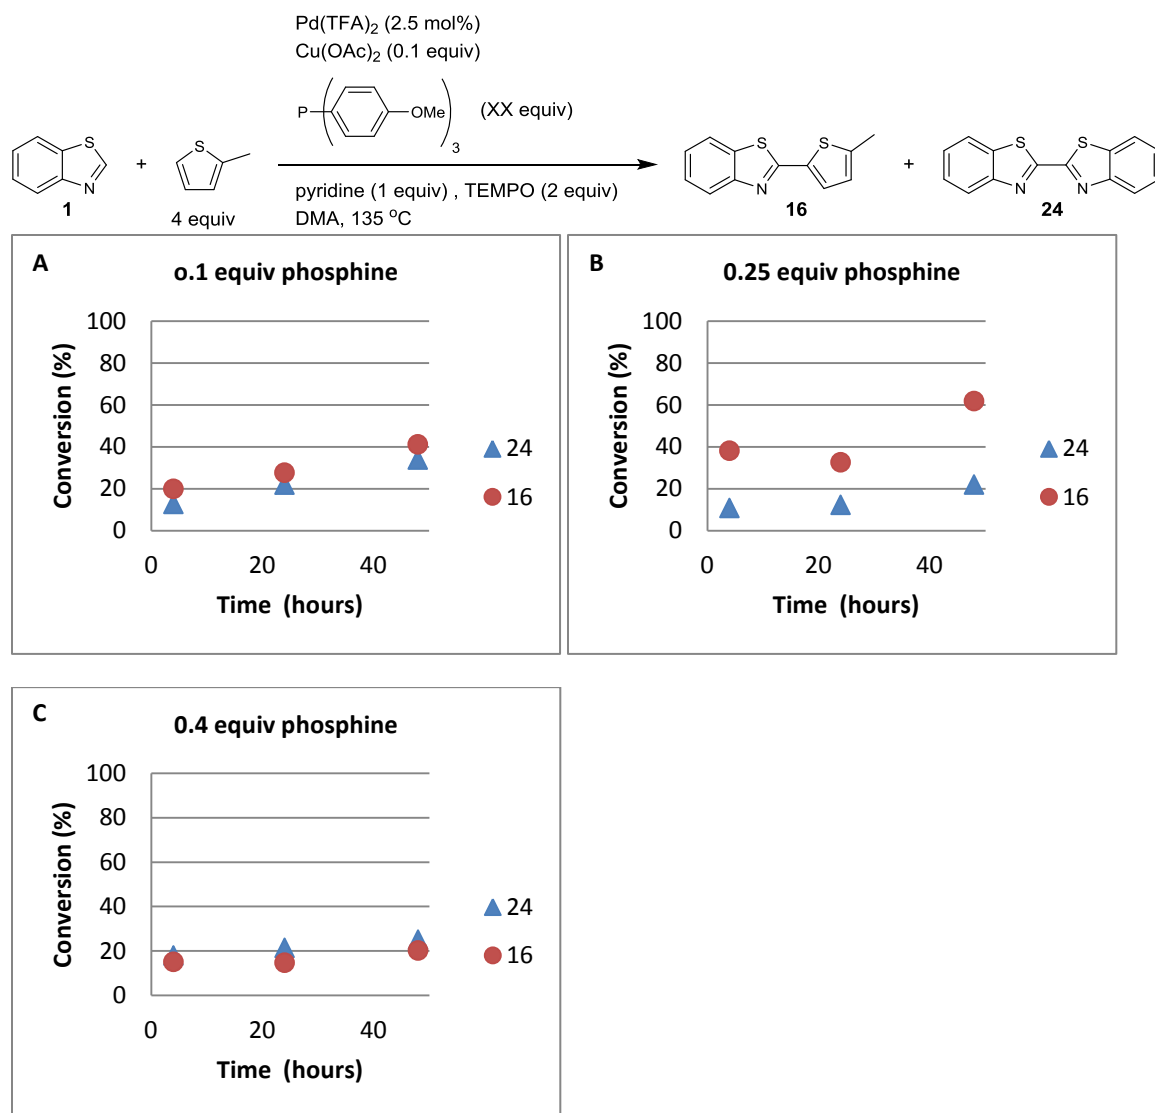 Pd(TFA)2 (2.5 mol%)
Cu(OAc)2 (0.1 equiv)
P OMe 3 (XX equiv)
S N
1
+
S
4 equiv
pyridine (1 equiv) , TEMPO (2 equiv)
DMA, 135 oC
S S N
16
+
S S N N
24
A
o.1 equiv phosphine
Conversion (%)
100
80
60
40
20
0
0 20 40
Time (hours)
24
16
B
0.25 equiv phosphine
Conversion (%)
100
80
60
40
20
0
0 20 40
Time (hours)
24
16
C
0.4 equiv phosphine
Conversion (%)
100
80
60
40
20
0
0 20 40
Time (hours)
24
16